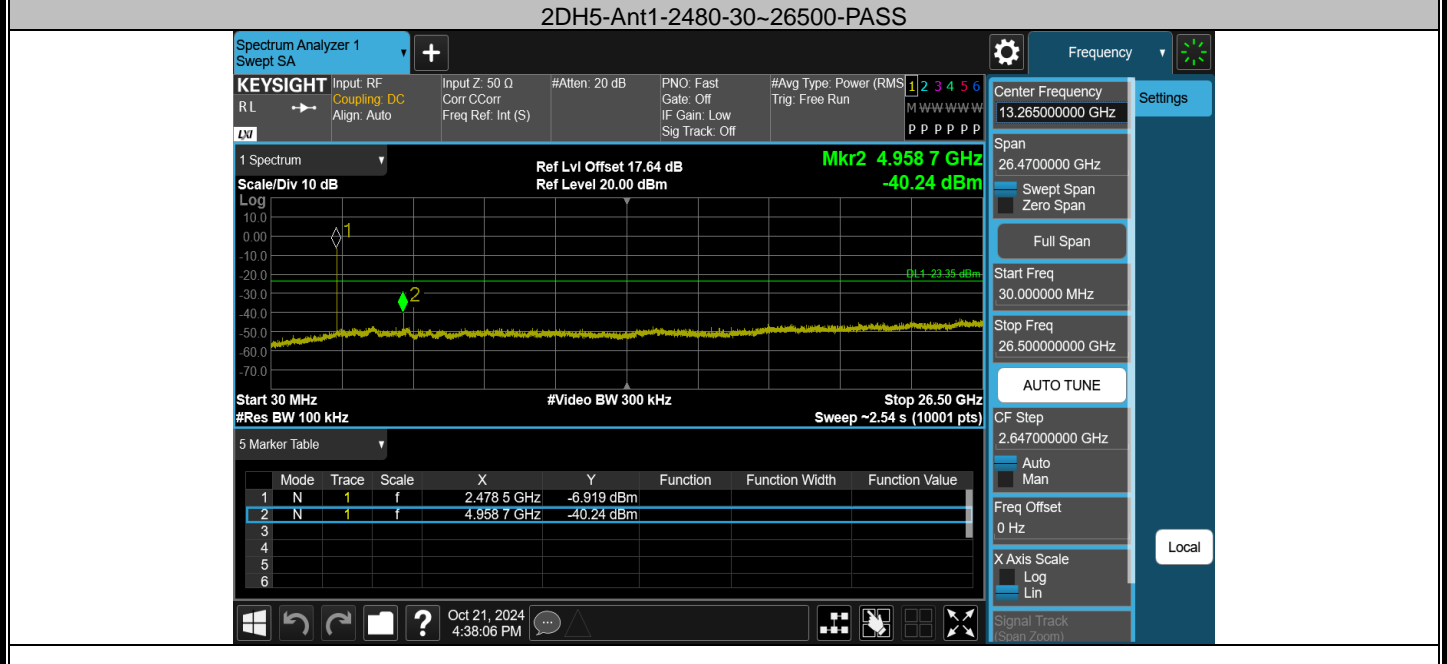 2DH5-Ant1-2480-30~26500-PASS
Spectrum Analyzer 1
Swept SA
Frequency
KEYSIGHT
R L
LXI
Input: RF
Coupling: DC
Align: Auto
Input Z: 50 Ω
Corr CCorr
Freq Ref: Int (S)
#Atten: 20 dB
PNO: Fast
Gate: Off
IF Gain: Low
Sig Track: Off
#Avg Type: Power (RMS
Trig: Free Run
1 2 3 4 5 6
M W W W W W
P P P P P P
1 Spectrum
Scale/Div 10 dB
Log
Ref Lvl Offset 17.64 dB
Ref Level 20.00 dBm
Mkr2 4.958 7 GHz
-40.24 dBm
10.0
0.00
-10.0
-20.0
-30.0
-40.0
-50.0
-60.0
-70.0
1
2
DL1 -23.35 dBm
Start 30 MHz
#Video BW 300 kHz
Stop 26.50 GHz
#Res BW 100 kHz
Sweep ~2.54 s (10001 pts)
5 Marker Table
Mode Trace Scale X Y Function Function Width Function Value
1 N 1 f 2.478 5 GHz -6.919 dBm
2 N 1 f 4.958 7 GHz -40.24 dBm
3
4
5
6
Oct 21, 2024
4:38:06 PM
Center Frequency
13.265000000 GHz
Span
26.4700000 GHz
Swept Span
Zero Span
Full Span
Start Freq
30.000000 MHz
Stop Freq
26.500000000 GHz
AUTO TUNE
CF Step
2.647000000 GHz
Auto
Man
Freq Offset
0 Hz
X Axis Scale
Log
Lin
Signal Track
(Span Zoom)
Settings
Local